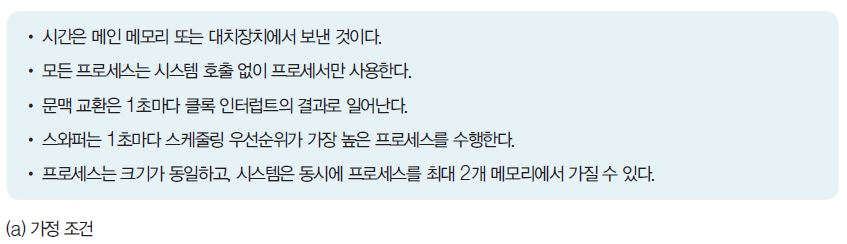 • 시간은 메인 메모리 또는 대치장치에서 보낸 것이다.
• 모든 프로세스는 시스템 호출 없이 프로세서만 사용한다.
• 문맥 교환은 1초마다 클록 인터럽트의 결과로 일어난다.
• 스와퍼는 1초마다 스케줄링 우선순위가 가장 높은 프로세스를 수행한다.
• 프로세스는 크기가 동일하고, 시스템은 동시에 프로세스를 최대 2개 메모리에서 가질 수 있다.
(a) 가정 조건